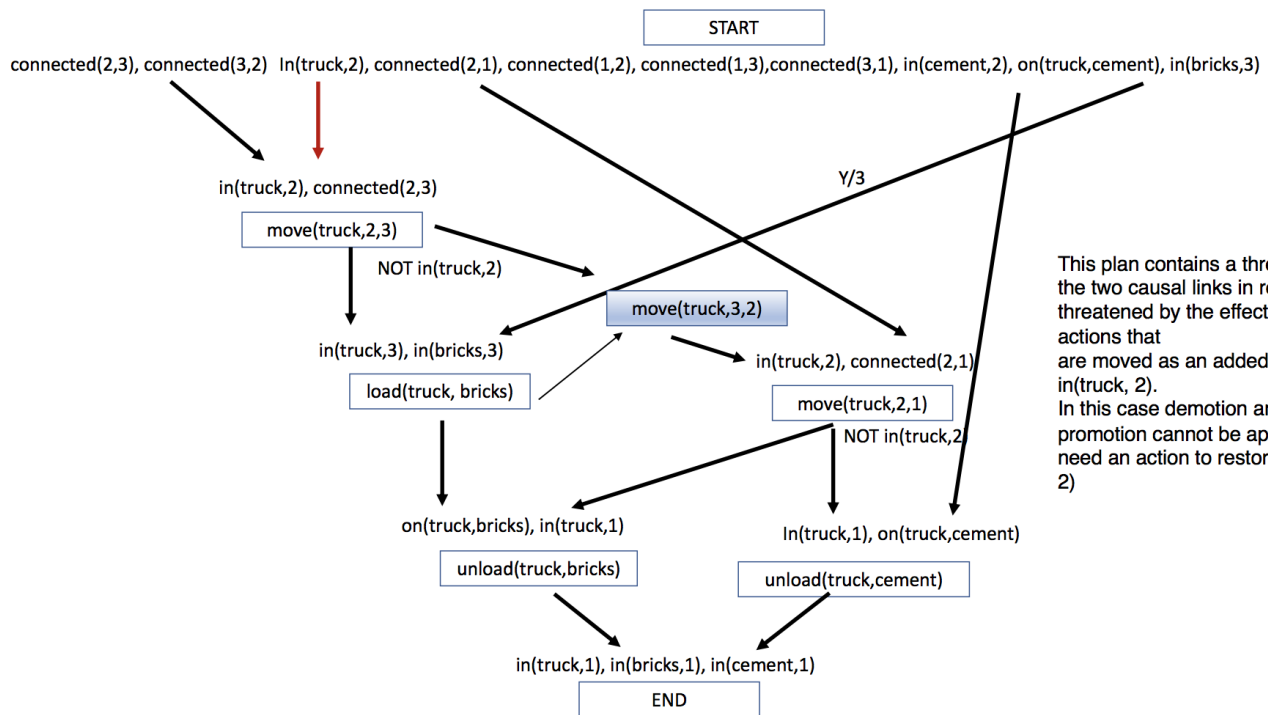 START
connected(2,3), connected(3,2) In(truck,2), connected(2,1), connected(1,2), connected(1,3),connected(3,1), in(cement,2), on(truck,cement), in(bricks,3)
Y/3
in(truck,2), connected(2,3)
move(truck,2,3)
NOT in(truck,2)
move(truck,3,2)
in(truck,3), in(bricks,3)
load(truck, bricks)
in(truck,2), connected(2,1)
move(truck,2,1)
NOT in(truck,2)
This plan contains a thre
the two causal links in re
threatened by the effect
actions that
are moved as an added
in(truck, 2).
In this case demotion an
promotion cannot be ap
need an action to restor
2)
on(truck,bricks), in(truck,1)
In(truck,1), on(truck,cement)
unload(truck,bricks)
unload(truck,cement)
in(truck,1), in(bricks,1), in(cement,1)
END